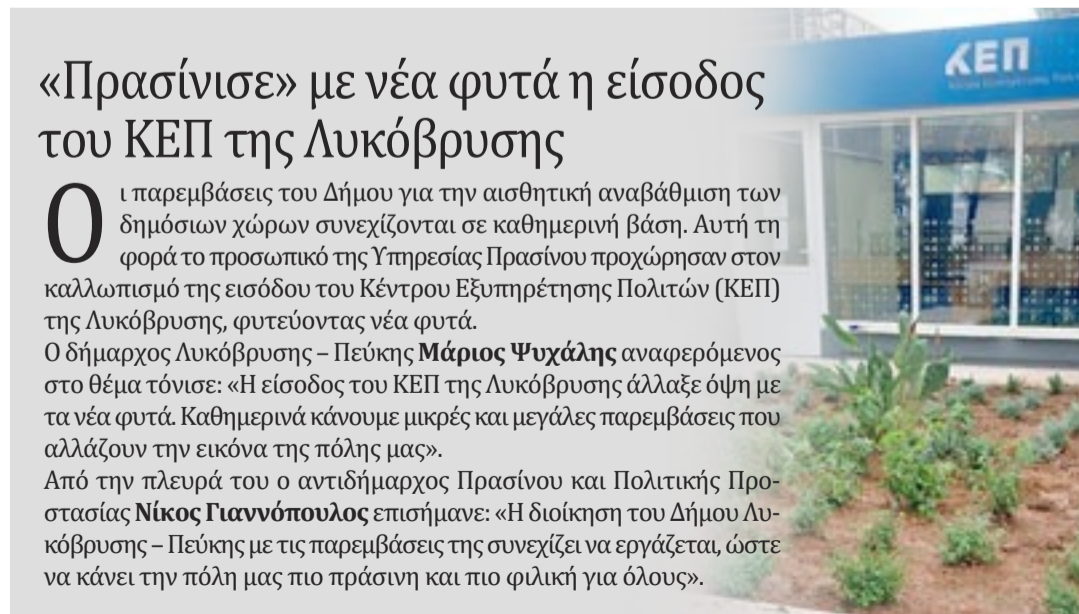 «Πρασίνισε» με νέα φυτά η είσοδος
του ΚΕΠ της Λυκόβρυσης
Οι παρεμβάσεις του Δήμου για την αισθητική αναβάθμιση των
δημόσιων χώρων συνεχίζονται σε καθημερινή βάση. Αυτή τη
φορά το προσωπικό της Υπηρεσίας Πρασίνου προχώρησαν στον
καλλωπισμό της εισόδου του Κέντρου Εξυπηρέτησης Πολιτών (ΚΕΠ)
της Λυκόβρυσης, φυτεύοντας νέα φυτά.
Ο δήμαρχος Λυκόβρυσης – Πεύκης Μάριος Ψυχάλης αναφερόμενος
στο θέμα τόνισε: «Η είσοδος του ΚΕΠ της Λυκόβρυσης άλλαξε όψη με
τα νέα φυτά. Καθημερινά κάνουμε μικρές και μεγάλες παρεμβάσεις που
αλλάζουν την εικόνα της πόλης μας».
Από την πλευρά του ο αντιδήμαρχος Πρασίνου και Πολιτικής Προ-
στασίας Νίκος Γιαννόπουλος επισήμανε: «Η διοίκηση του Δήμου Λυ-
κόβρυσης – Πεύκης με τις παρεμβάσεις της συνεχίζει να εργάζεται, ώστε
να κάνει την πόλη μας πιο πράσινη και πιο φιλική για όλους».
ΚΕΠ